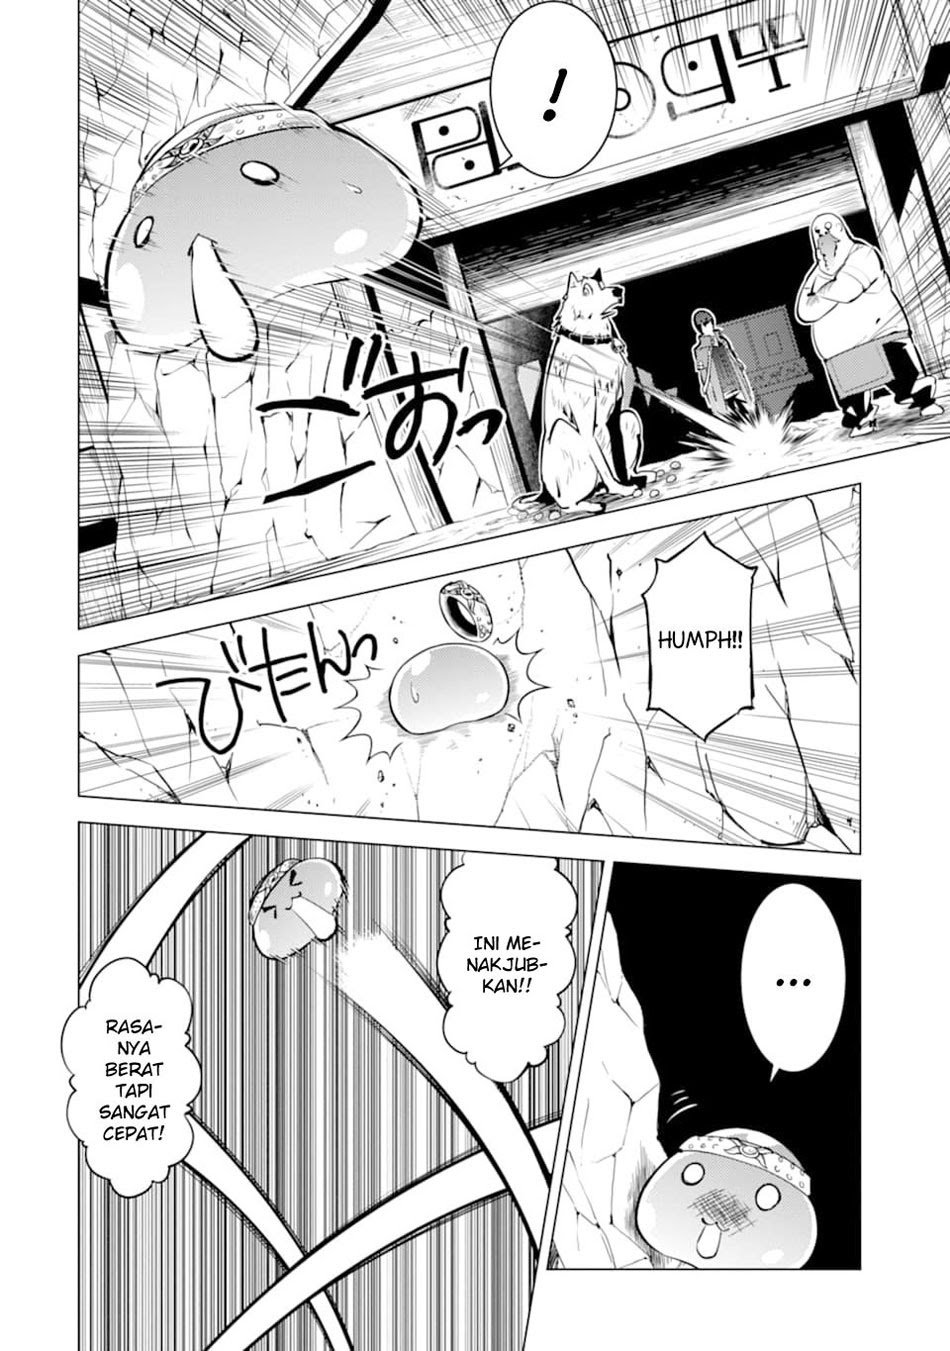 !
ごおっ
HUMPH!!
びたんっ
...
INI ME-
NAKJUB-
KAN!!
RASA-
NYA
BERAT
TAPI
SANGAT
CEPAT!